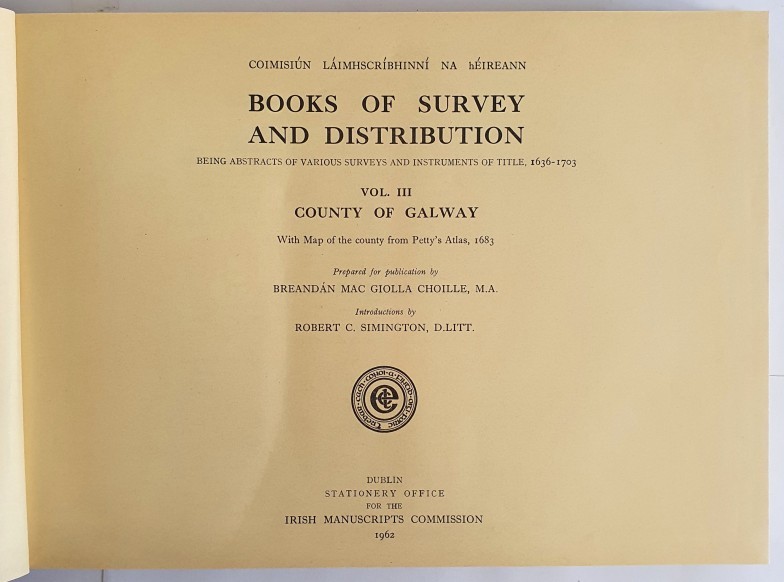 COIMISIÚN LÁIMHSCRÍBHINNÍ NA hÉIREANN
BOOKS OF SURVEY
AND DISTRIBUTION
BEING ABSTRACTS OF VARIOUS SURVEYS AND INSTRUMENTS OF TITLE, 1636-1703
VOL. III
COUNTY OF GALWAY
With Map of the county from Petty's Atlas, 1683
Prepared for publication by
BREANDÁN MAC GIOLLA CHOILLE, M.A.
Introductions by
ROBERT C. SIMINGTON, D.LITT.
DUBLIN
STATIONERY OFFICE
FOR THE
IRISH MANUSCRIPTS COMMISSION
1962